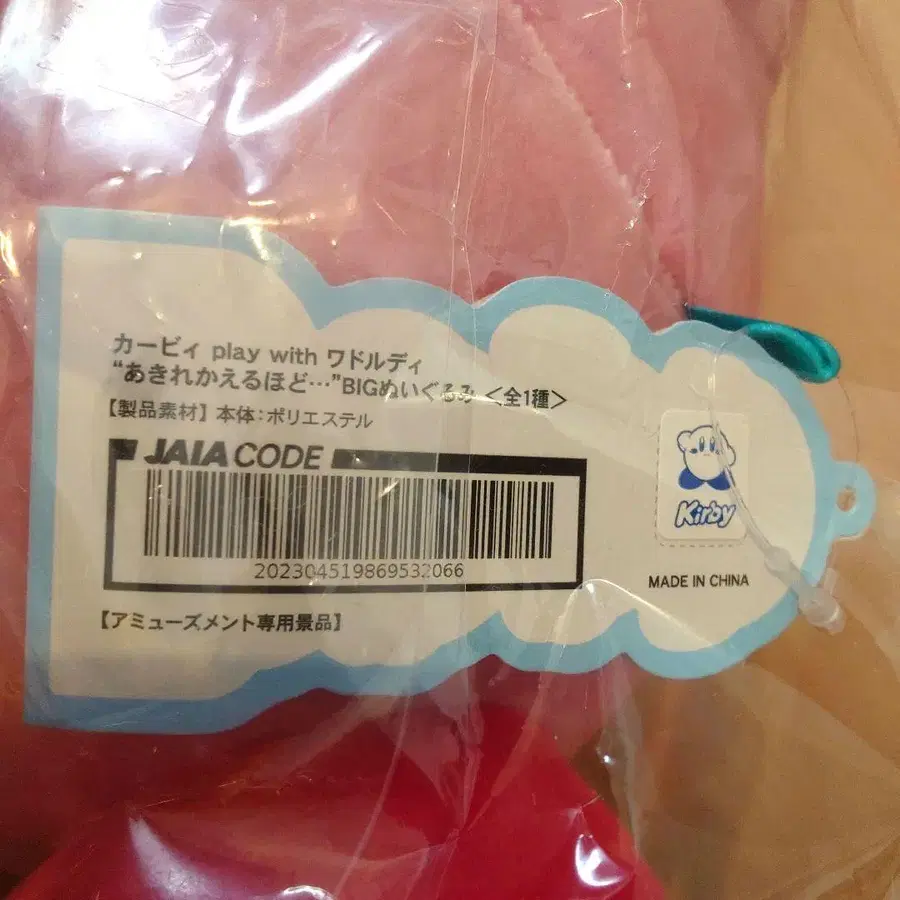 カービィ play with ワドルディ
“あきれかえるほど…”BIGぬいぐるみ <全1種>
【製品素材】本体：ポリエステル
JAIA CODE
202304519869532066
【アミューズメント専用景品】
Kirby
MADE IN CHINA